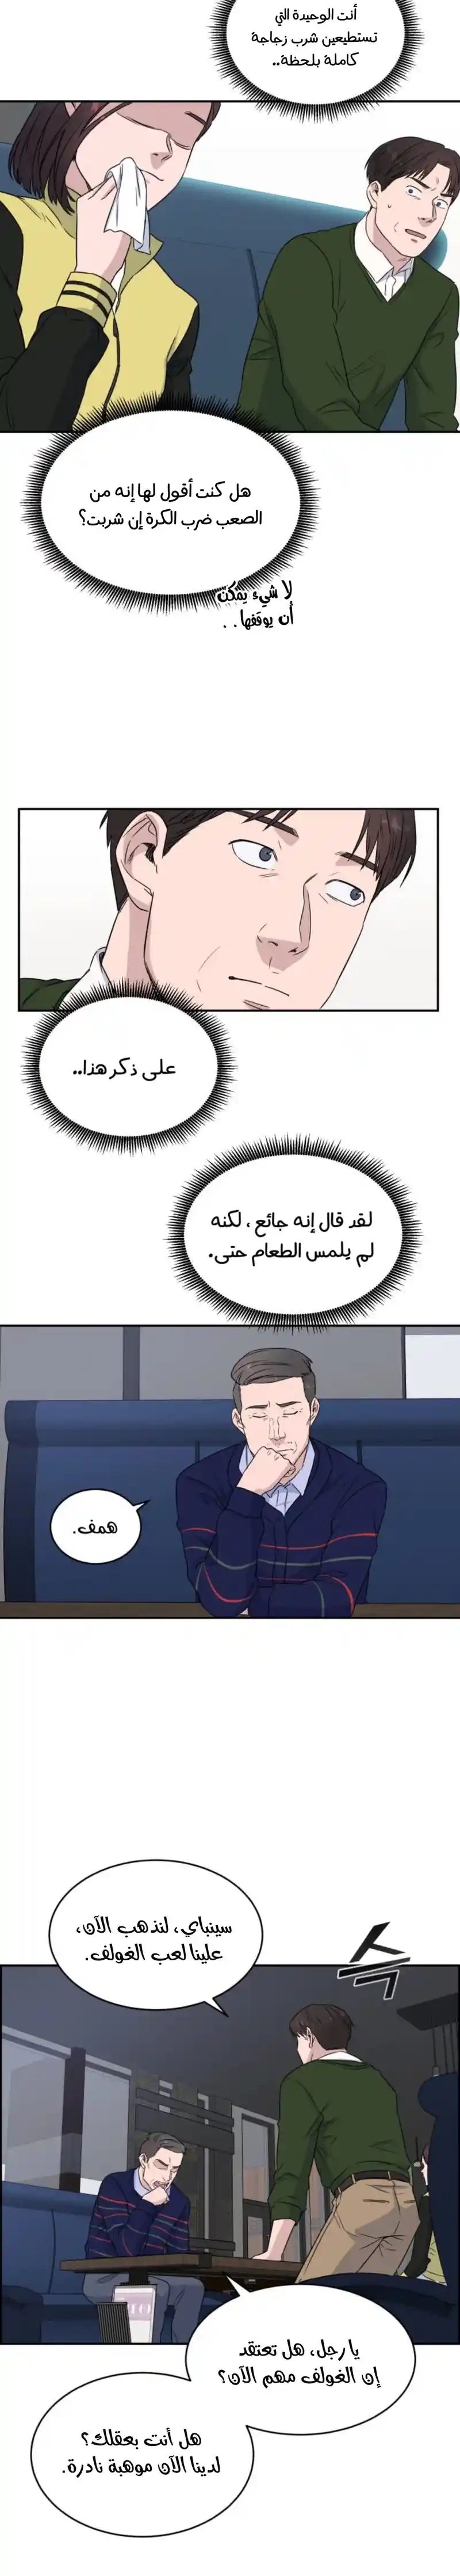 أنت الوحيدة التي
تستطيعين شرب زجاجة
كاملة بلحظة..
هل كنت أقول لها إنه من
الصعب ضرب الكرة إن شربت؟
لا شيء يمكن
أن يوقفها..
على ذكر هذا..
لقد قال إنه جائع، لكنه
لم يلمس الطعام حتى.
همف.
سينباي، لنذهب الآن،
علينا لعب الغولف.
스
يا رجل، هل تعتقد
إن الغولف مهم الآن؟
هل أنت بعقلك؟
لدينا الآن موهبة نادرة.